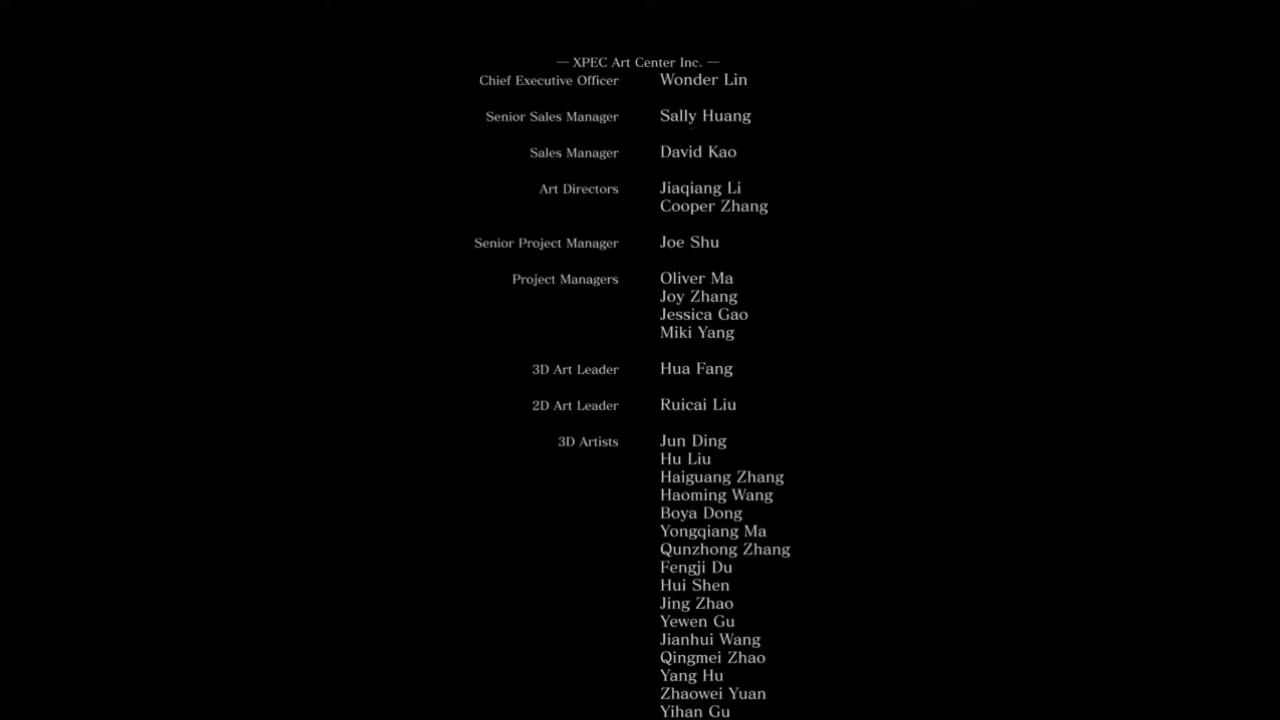 — XPEC Art Center Inc. —
Chief Executive Officer Wonder Lin
Senior Sales Manager Sally Huang
Sales Manager David Kao
Art Directors Jiaqiang Li
Cooper Zhang
Senior Project Manager Joe Shu
Project Managers Oliver Ma
Joy Zhang
Jessica Gao
Miki Yang
3D Art Leader Hua Fang
2D Art Leader Ruicai Liu
3D Artists Jun Ding
Hu Liu
Haiguang Zhang
Haoming Wang
Boya Dong
Yongqiang Ma
Qunzhong Zhang
Fengji Du
Hui Shen
Jing Zhao
Yewen Gu
Jianhui Wang
Qingmei Zhao
Yang Hu
Zhaowei Yuan
Yihan Gu